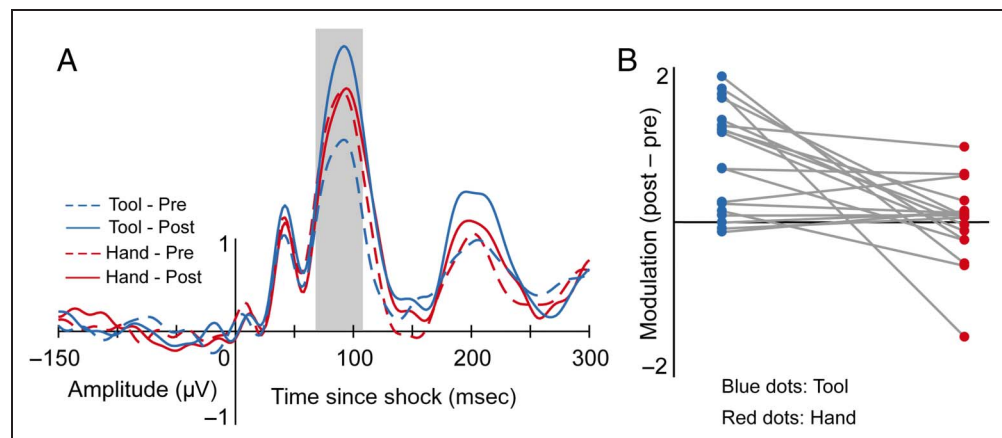 A
Tool - Pre
Tool - Post
Hand - Pre
Hand - Post
1
−150
0
100
200
300
Amplitude (μV)
Time since shock (msec)
−1
B
2
Modulation (post – pre)
−2
Blue dots: Tool
Red dots: Hand